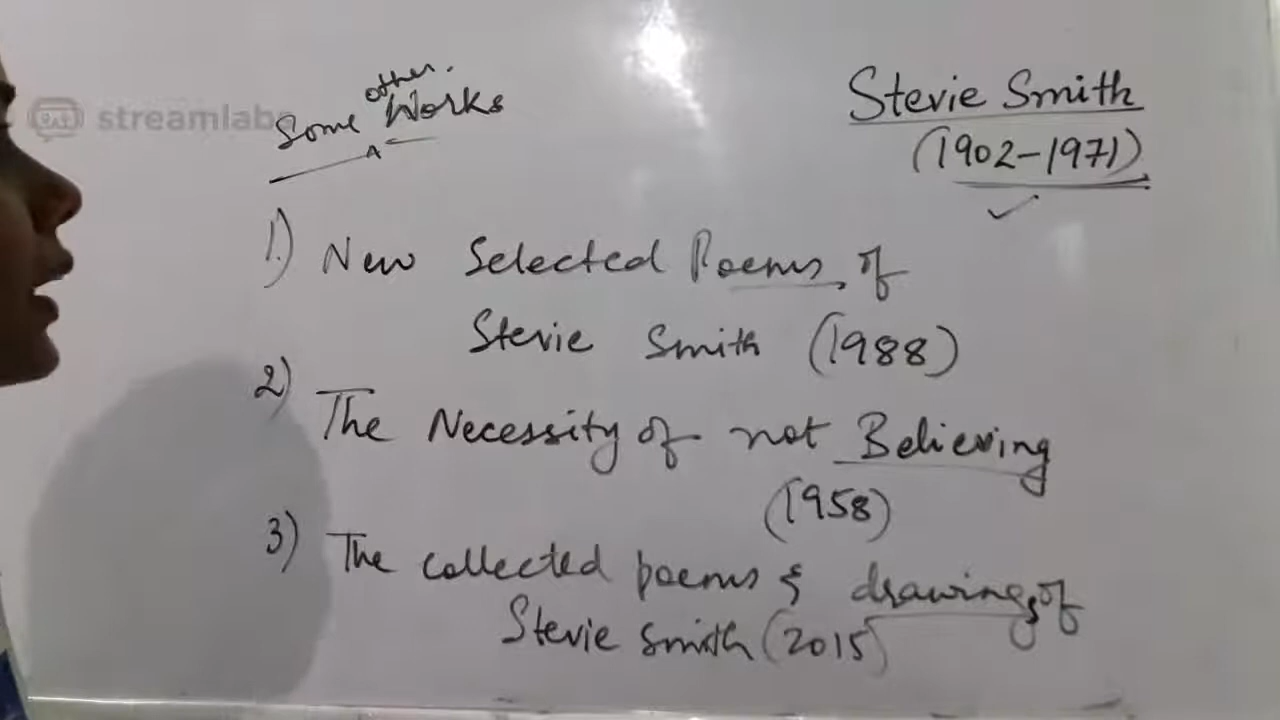 streamlabs
Some other Works
Stevie Smith
(1902-1971)
1) New Selected Poems of
Stevie Smith (1988)
2) The Necessity of not Believing
(1958)
3) The collected poems & drawings of
Stevie Smith (2015)